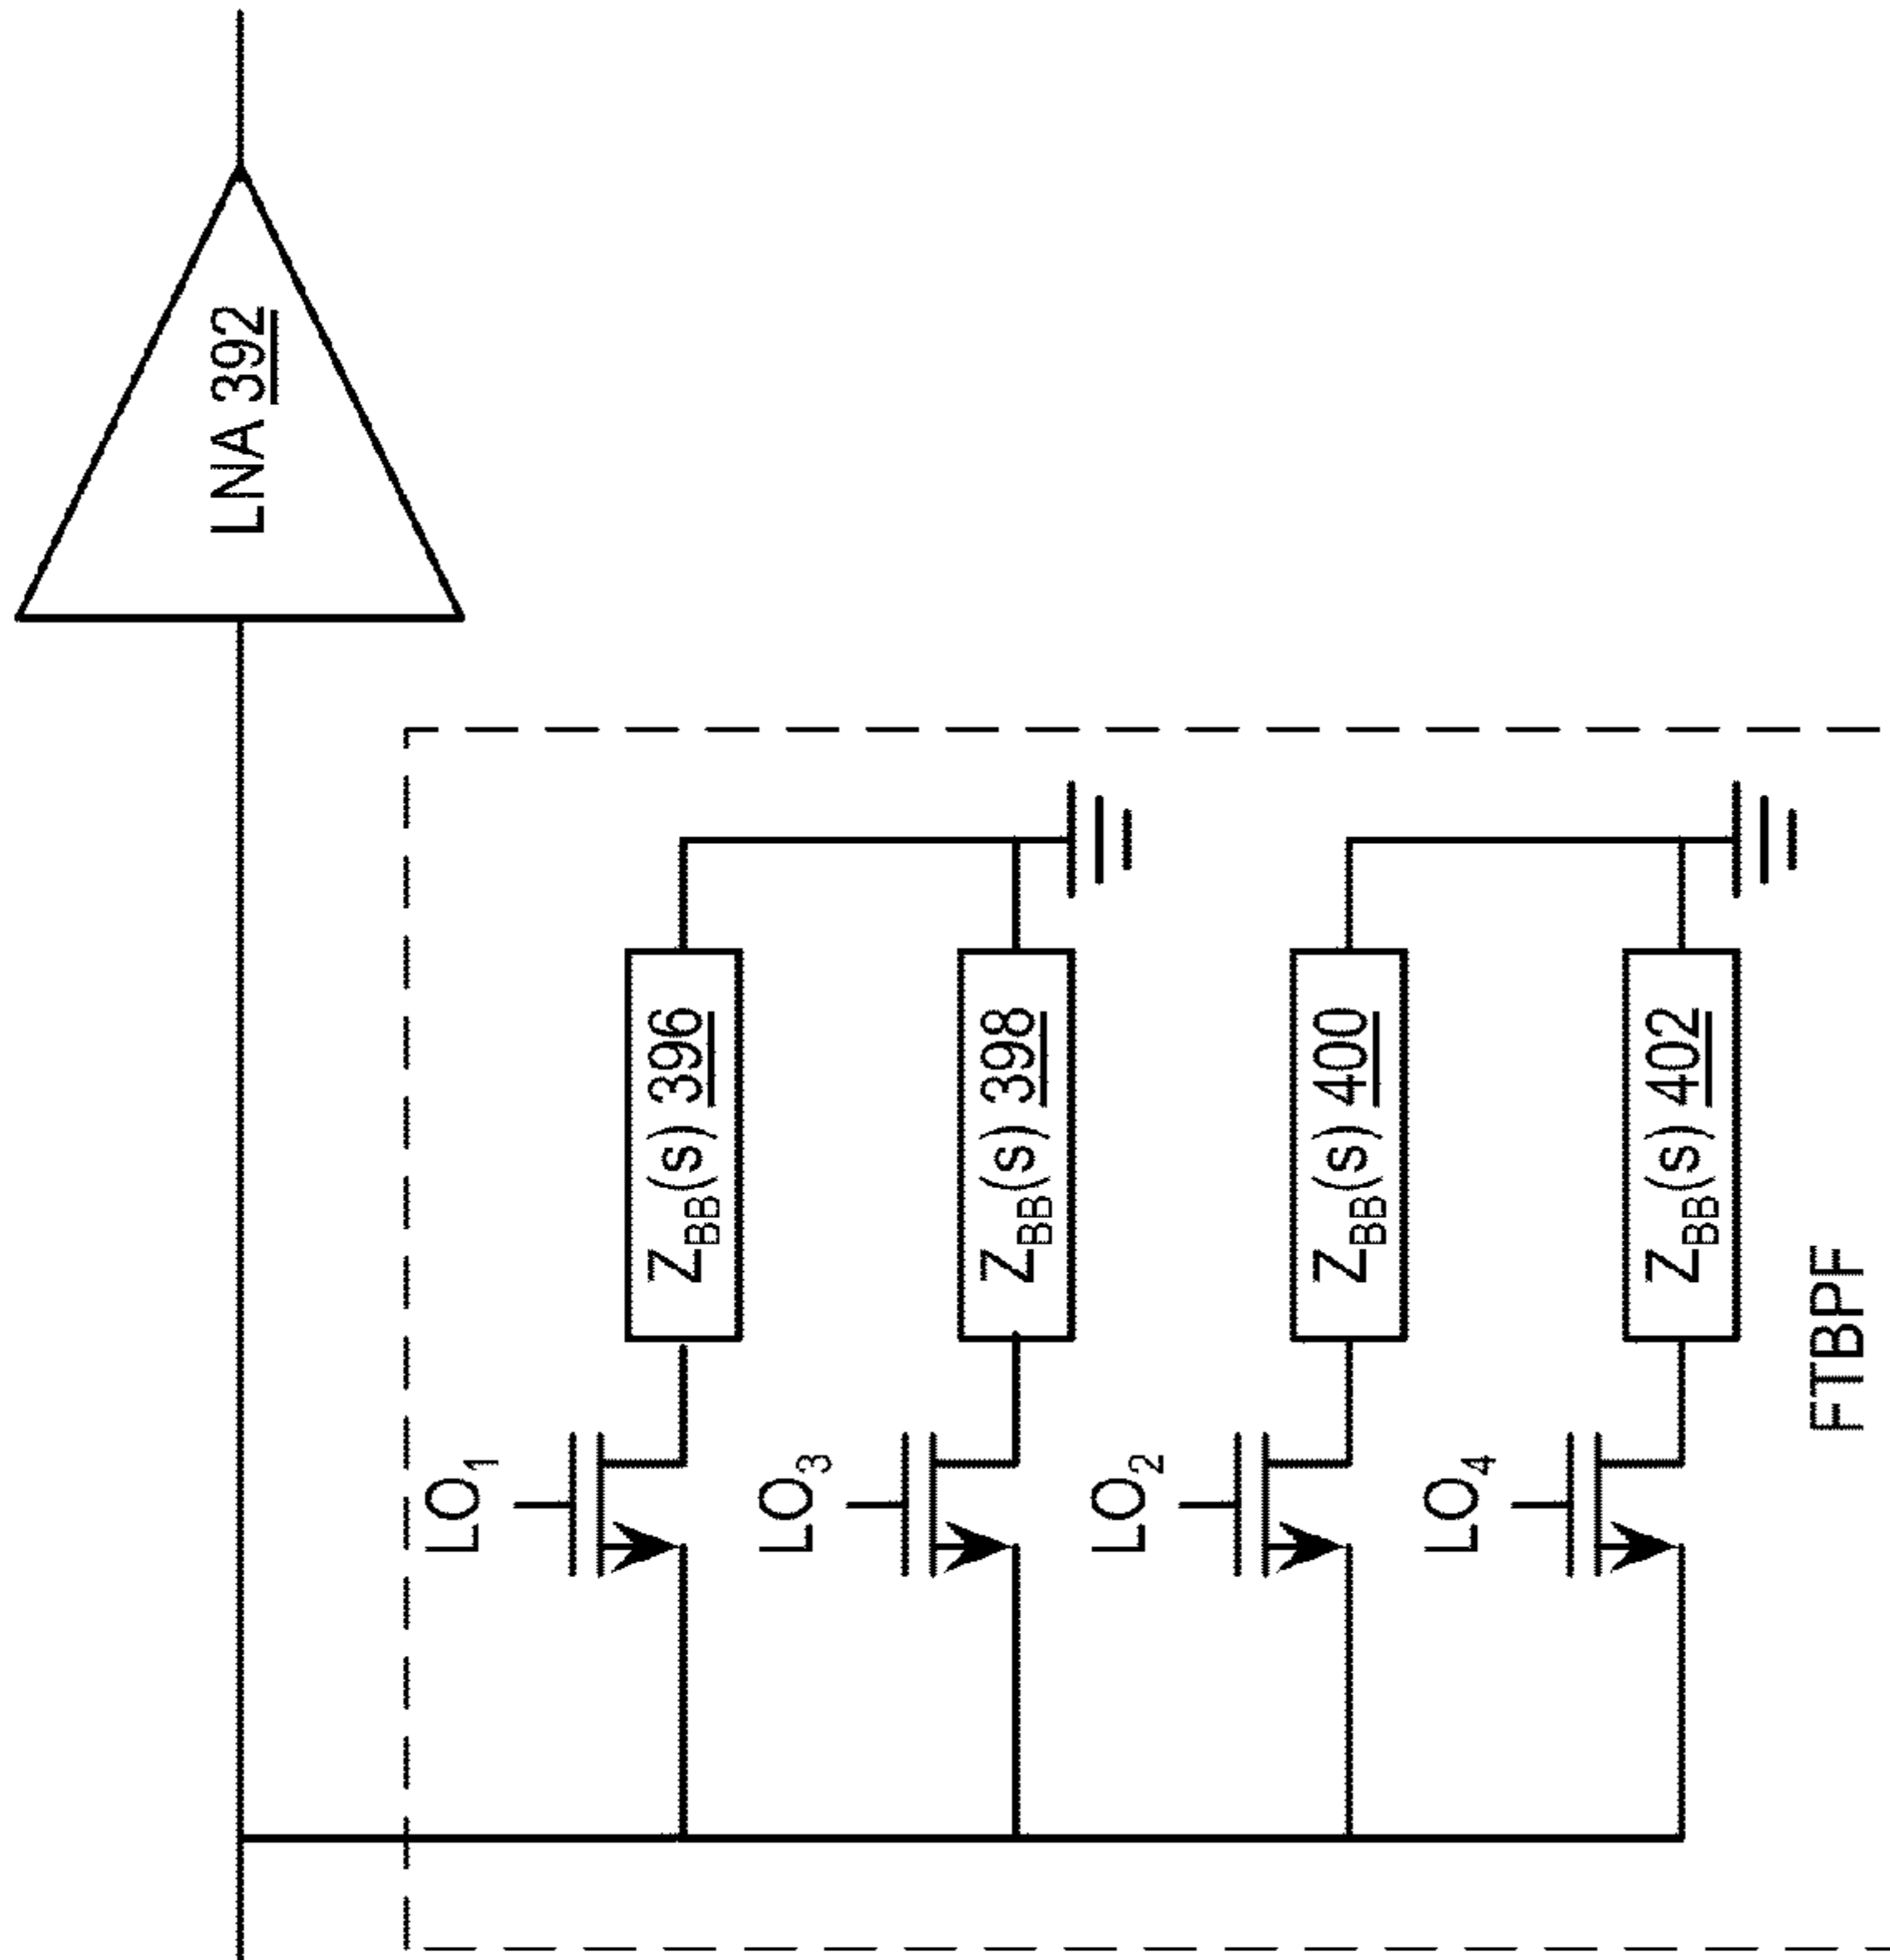 LNA 392
LO1
ZBB(s) 396
LO3
ZBB(s) 398
LO2
ZBB(s) 400
LO4
ZBB(s) 402
FTBPF